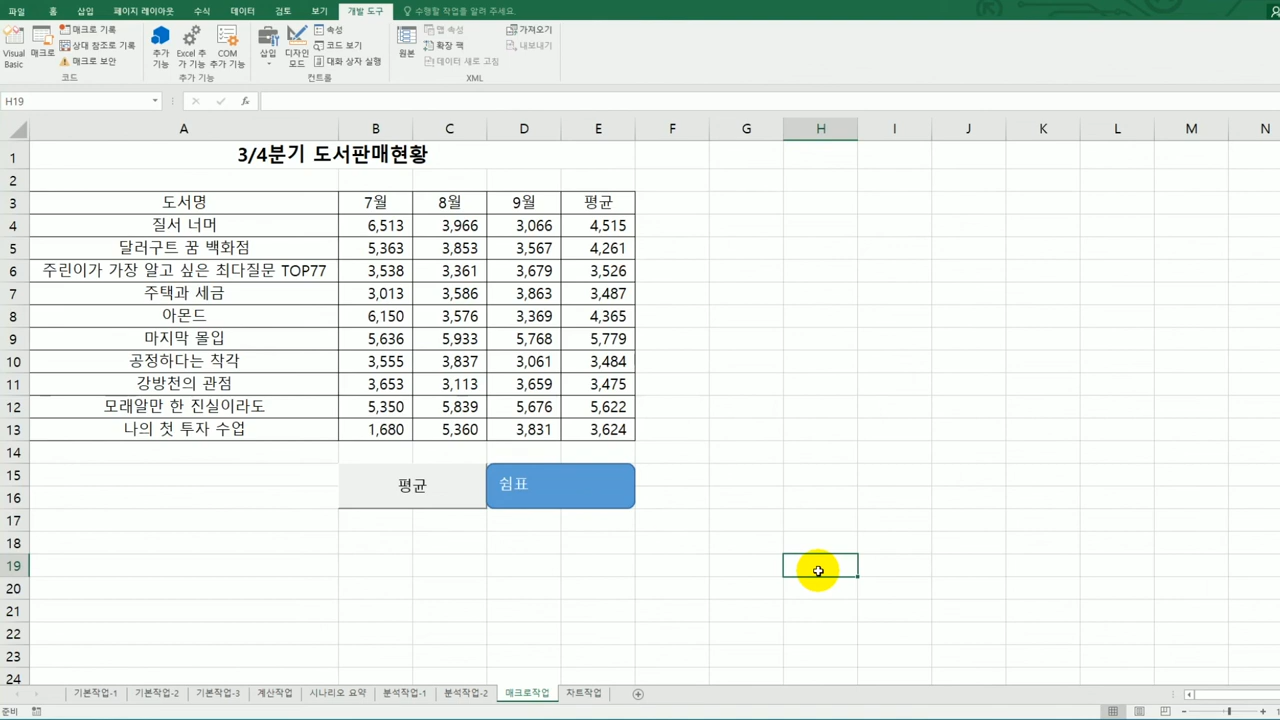 파일 홈 삽입 페이지 레이아웃 수식 데이터 검토 보기 개발 도구 수행할 작업을 알려 주세요.
Visual Basic
매크로
매크로 기록
상대 참조로 기록
매크로 보안
코드
추가 기능
Excel 추가 기능
COM 추가 기능
추가 기능
삽입
디자인 모드
속성
코드 보기
대화 상자 실행
컨트롤
원본
맵 속성
확장 팩
데이터 새로 고침
가져오기
내보내기
XML
H19 fx
A B C D E F G H I J K L M N
1 3/4분기 도서판매현황
2
3 도서명 7월 8월 9월 평균
4 질서 너머 6,513 3,966 3,066 4,515
5 달러구트 꿈 백화점 5,363 3,853 3,567 4,261
6 주린이가 가장 알고 싶은 최다질문 TOP77 3,538 3,361 3,679 3,526
7 주택과 세금 3,013 3,586 3,863 3,487
8 아몬드 6,150 3,576 3,369 4,365
9 마지막 몰입 5,636 5,933 5,768 5,779
10 공정하다는 착각 3,555 3,837 3,061 3,484
11 강방천의 관점 3,653 3,113 3,659 3,475
12 모래알만 한 진실이라도 5,350 5,839 5,676 5,622
13 나의 첫 투자 수업 1,680 5,360 3,831 3,624
14
15
평균 쉼표
16
17
18
19
20
21
22
23
24
기본작업-1 기본작업-2 기본작업-3 계산작업 시나리오 요약 분석작업-1 분석작업-2 매크로작업 차트작업
준비